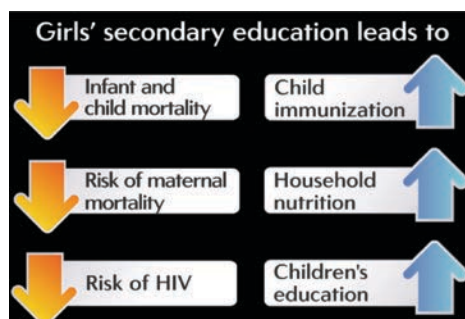 Girls' secondary education leads to
Infant and
child mortality
Child
immunization
Risk of maternal
mortality
Household
nutrition
Risk of HIV
Children's
education